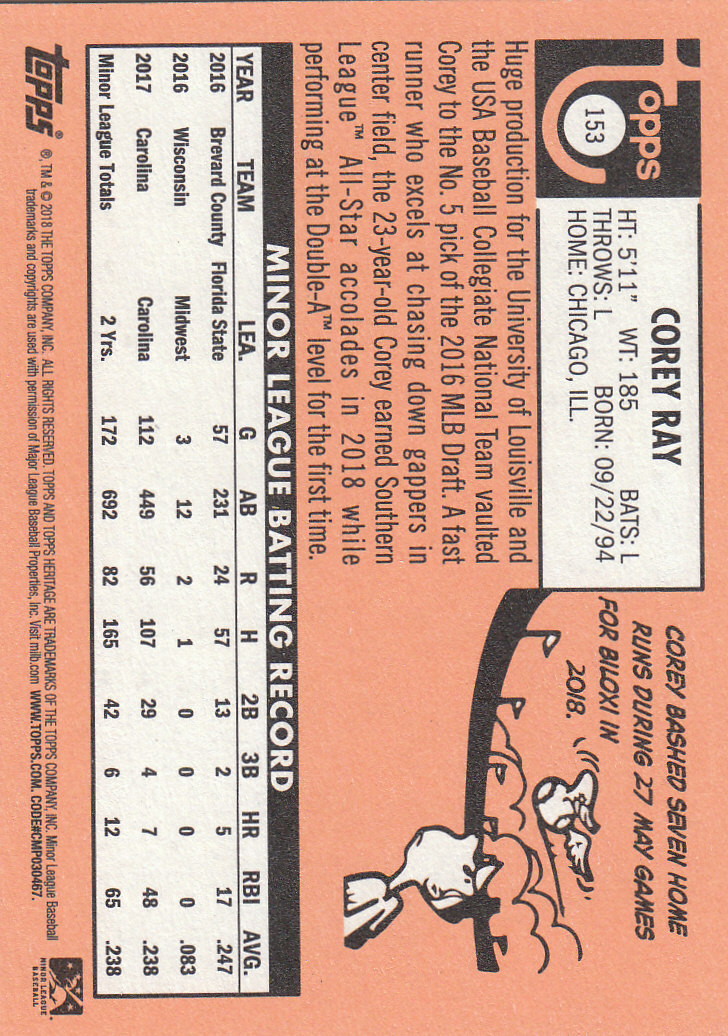 topps
153
COREY RAY
HT: 5'11" WT: 185 BATS: L
THROWS: L BORN: 09/22/94
HOME: CHICAGO, ILL.
Huge production for the University of Louisville and
the USA Baseball Collegiate National Team vaulted
Corey to the No. 5 pick of the 2016 MLB Draft. A fast
runner who excels at chasing down gappers in
center field, the 23-year-old Corey earned Southern
League™ All-Star accolades in 2018 while
performing at the Double-A™ level for the first time.
COREY BASHED SEVEN HOME
RUNS DURING 27 MAY GAMES
FOR BILOXI IN
2018.
MINOR LEAGUE BATTING RECORD
YEAR TEAM LEA. G AB R H 2B 3B HR RBI AVG.
2016 Brevard County Florida State 57 231 24 57 13 2 5 17 .247
2016 Wisconsin Midwest 3 12 2 1 0 0 0 0 .083
2017 Carolina Carolina 112 449 56 107 29 4 7 48 .238
Minor League Totals 2 Yrs. 172 692 82 165 42 6 12 65 .238
topps®
®, TM & © 2018 THE TOPPS COMPANY, INC. ALL RIGHTS RESERVED. TOPPS AND TOPPS HERITAGE ARE TRADEMARKS OF THE TOPPS COMPANY, INC. Minor League Baseball
trademarks and copyrights are used with permission of Major League Baseball Properties, Inc. Visit milb.com WWW.TOPPS.COM. CODE#CMP030467.
MINOR LEAGUE
BASEBALL